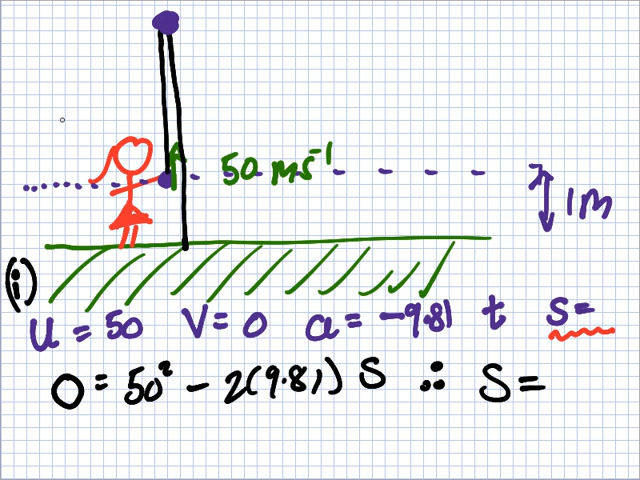 50 ms⁻¹
1m
(i)
u = 50 v = 0 a = -9.81 t s =
0 = 50² - 2(9.81) s ∴ s =